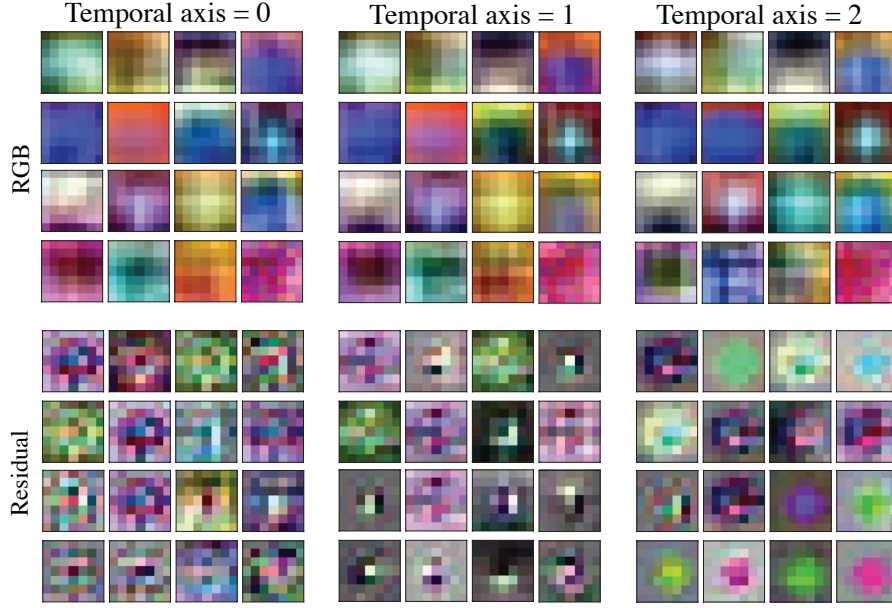 Temporal axis = 0
Temporal axis = 1
Temporal axis = 2
RGB
Residual